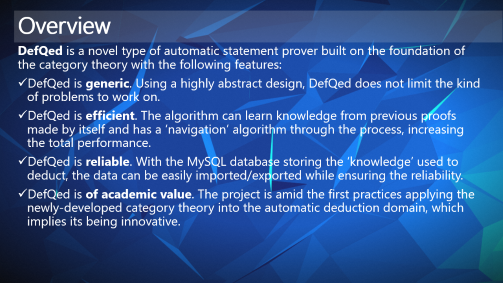 Overview
DefQed is a novel type of automatic statement prover built on the foundation of
the category theory with the following features:
✓DefQed is generic. Using a highly abstract design, DefQed does not limit the kind
of problems to work on.
✓DefQed is efficient. The algorithm can learn knowledge from previous proofs
made by itself and has a ‘navigation’ algorithm through the process, increasing
the total performance.
✓DefQed is reliable. With the MySQL database storing the ‘knowledge’ used to
deduct, the data can be easily imported/exported while ensuring the reliability.
✓DefQed is of academic value. The project is amid the first practices applying the
newly-developed category theory into the automatic deduction domain, which
implies its being innovative.